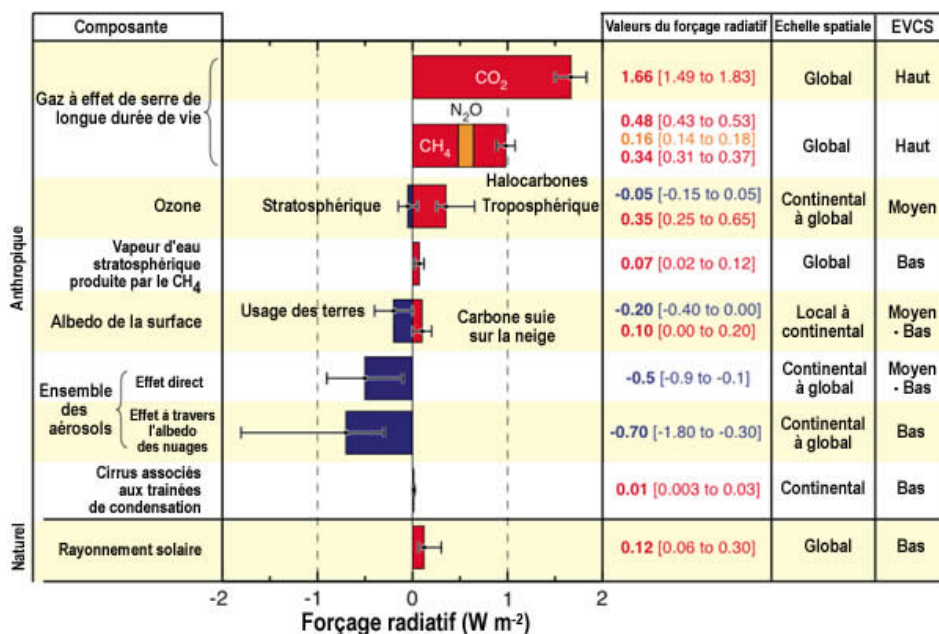 Composante
Valeurs du forçage radiatif
Echelle spatiale
EVCS
Anthropique
Gaz à effet de serre de
longue durée de vie
CO2
1.66 [1.49 to 1.83]
Global
Haut
N2O
CH4
Halocarbones
0.48 [0.43 to 0.53]
0.16 [0.14 to 0.18]
0.34 [0.31 to 0.37]
Global
Haut
Ozone
Stratosphérique
Troposphérique
-0.05 [-0.15 to 0.05]
0.35 [0.25 to 0.65]
Continental
à global
Moyen
Vapeur d'eau
stratosphérique
produite par le CH4
0.07 [0.02 to 0.12]
Global
Bas
Albedo de la surface
Usage des terres
Carbone suie
sur la neige
-0.20 [-0.40 to 0.00]
0.10 [0.00 to 0.20]
Local à
continental
Moyen
- Bas
Ensemble
des
aérosols
Effet direct
-0.5 [-0.9 to -0.1]
Continental
à global
Moyen
- Bas
Effet à travers
l'albedo
des nuages
-0.70 [-1.80 to -0.30]
Continental
à global
Bas
Cirrus associés
aux trainées
de condensation
0.01 [0.003 to 0.03]
Continental
Bas
Naturel
Rayonnement solaire
0.12 [0.06 to 0.30]
Global
Bas
-2 -1 0 1 2
Forçage radiatif (W m-2)